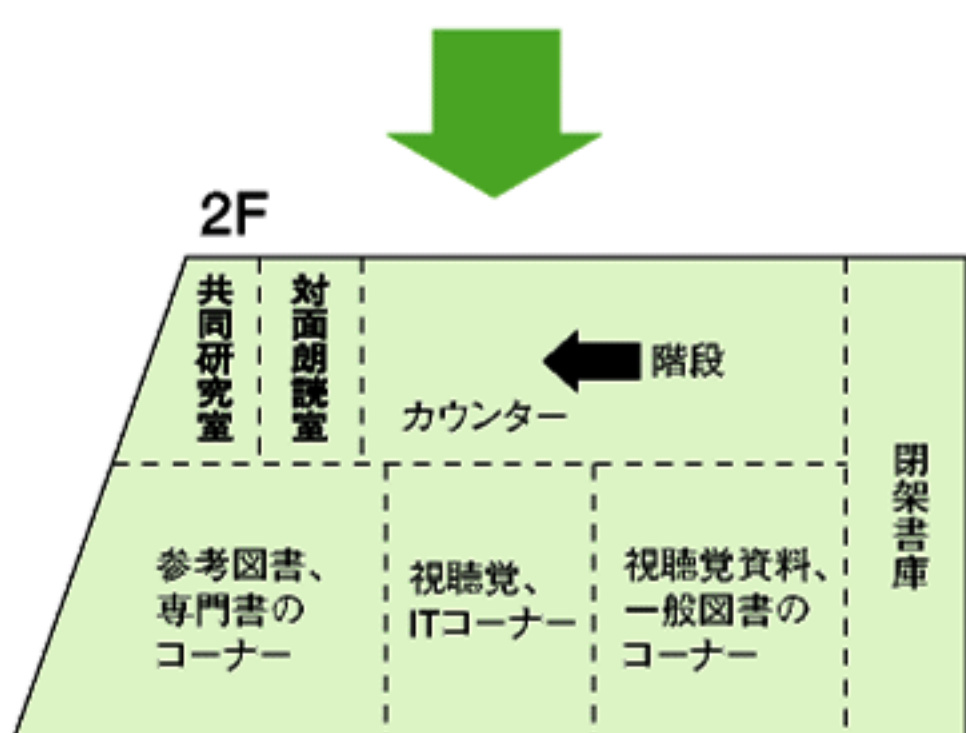 2F
共同研究室
対面朗読室
階段
カウンター
閉架書庫
参考図書、
専門書の
コーナー
視聴覚、
ITコーナー
視聴覚資料、
一般図書の
コーナー